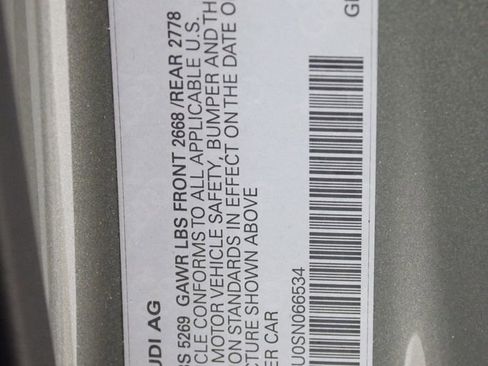 UDI AG
BS 5269 GAWR LBS FRONT 2668 /REAR 2778
CLE CONFORMS TO ALL APPLICABLE U.S.
MOTOR VEHICLE SAFETY, BUMPER AND TH
ON STANDARDS IN EFFECT ON THE DATE O
CTURE SHOWN ABOVE
ER CAR
U0SN066534